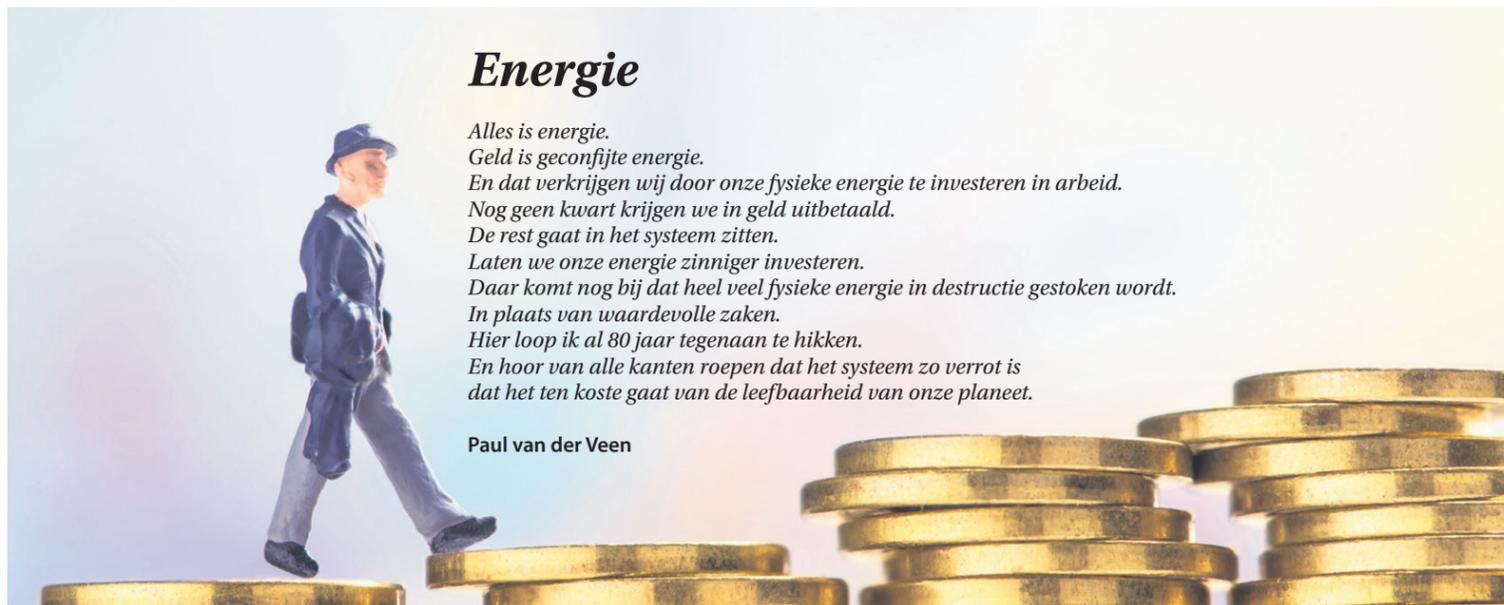 Energie
Alles is energie.
Geld is geconfijte energie.
En dat verkrijgen wij door onze fysieke energie te investeren in arbeid.
Nog geen kwart krijgen we in geld uitbetaald.
De rest gaat in het systeem zitten.
Laten we onze energie zinniger investeren.
Daar komt nog bij dat heel veel fysieke energie in destructie gestoken wordt.
In plaats van waardevolle zaken.
Hier loop ik al 80 jaar tegenaan te hikken.
En hoor van alle kanten roepen dat het systeem zo verrot is
dat het ten koste gaat van de leefbaarheid van onze planeet.
Paul van der Veen